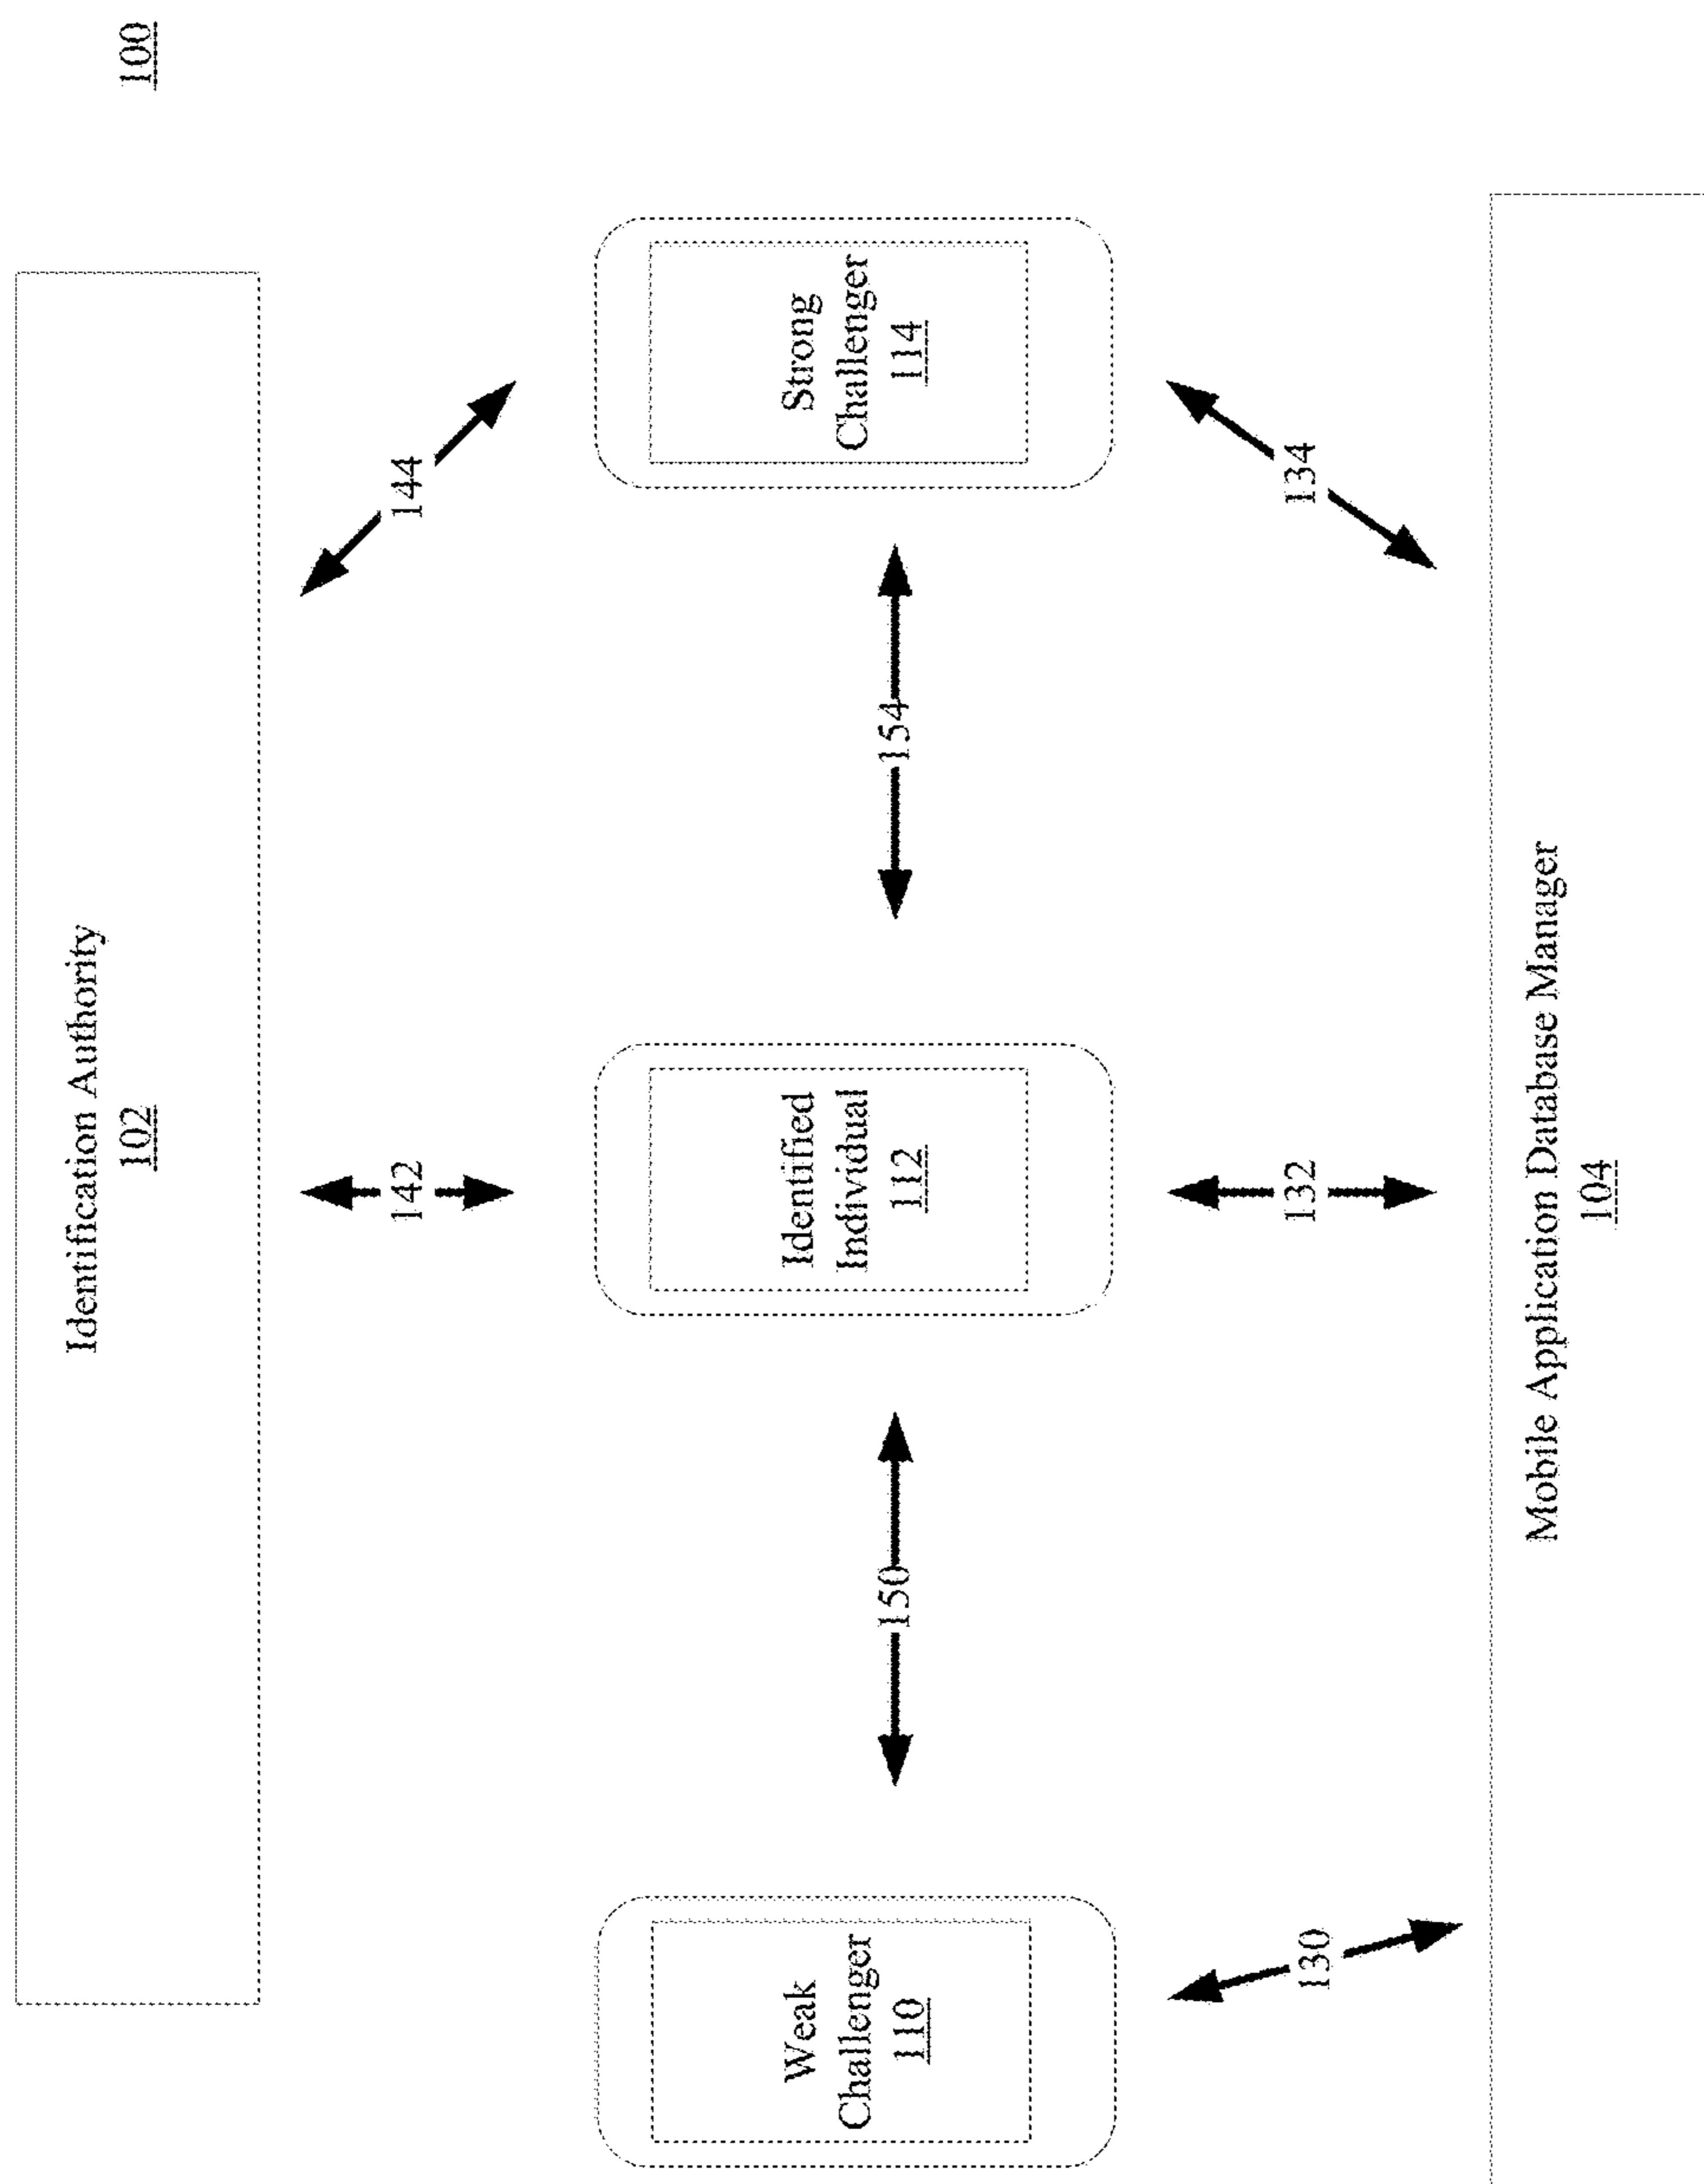 100
Identification Authority
102
142
144
Weak
Challenger
110
150
Identified
Individual
112
154
Strong
Challenger
114
130
132
134
Mobile Application Database Manager
104